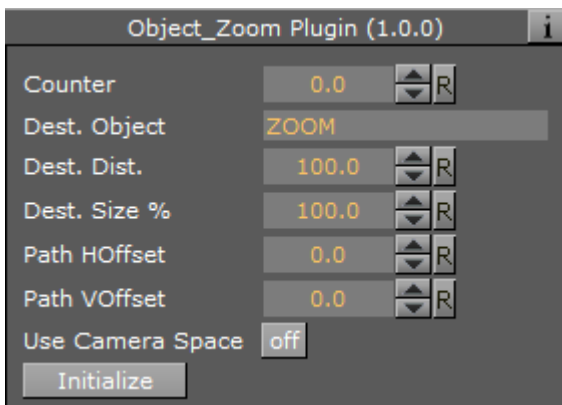 Object_Zoom Plugin (1.0.0) i
Counter 0.0 R
Dest. Object ZOOM
Dest. Dist. 100.0 R
Dest. Size % 100.0 R
Path HOffset 0.0 R
Path VOffset 0.0 R
Use Camera Space off
Initialize